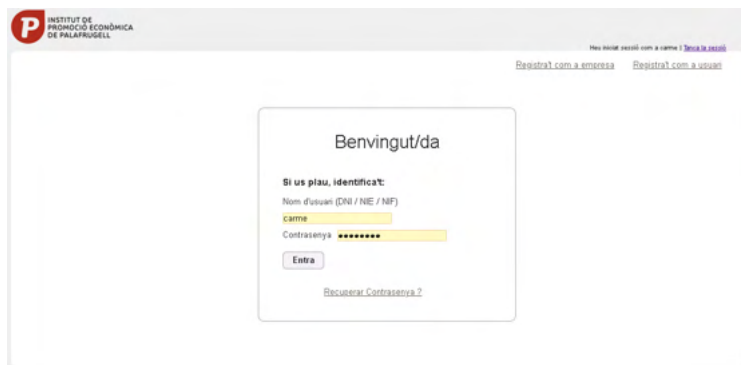 P
INSTITUT DE
PROMOCIÓ ECONÒMICA
DE PALAFRUGELL
Heu iniciat sessió com a carme | Tanca la sessió
Registra't com a empresa Registra't com a usuari
Benvingut/da
Si us plau, identifica't:
Nom d'usuari (DNI / NIE / NIF)
carme
Contrasenya ●●●●●●●●
Entra
Recuperar Contrasenya ?